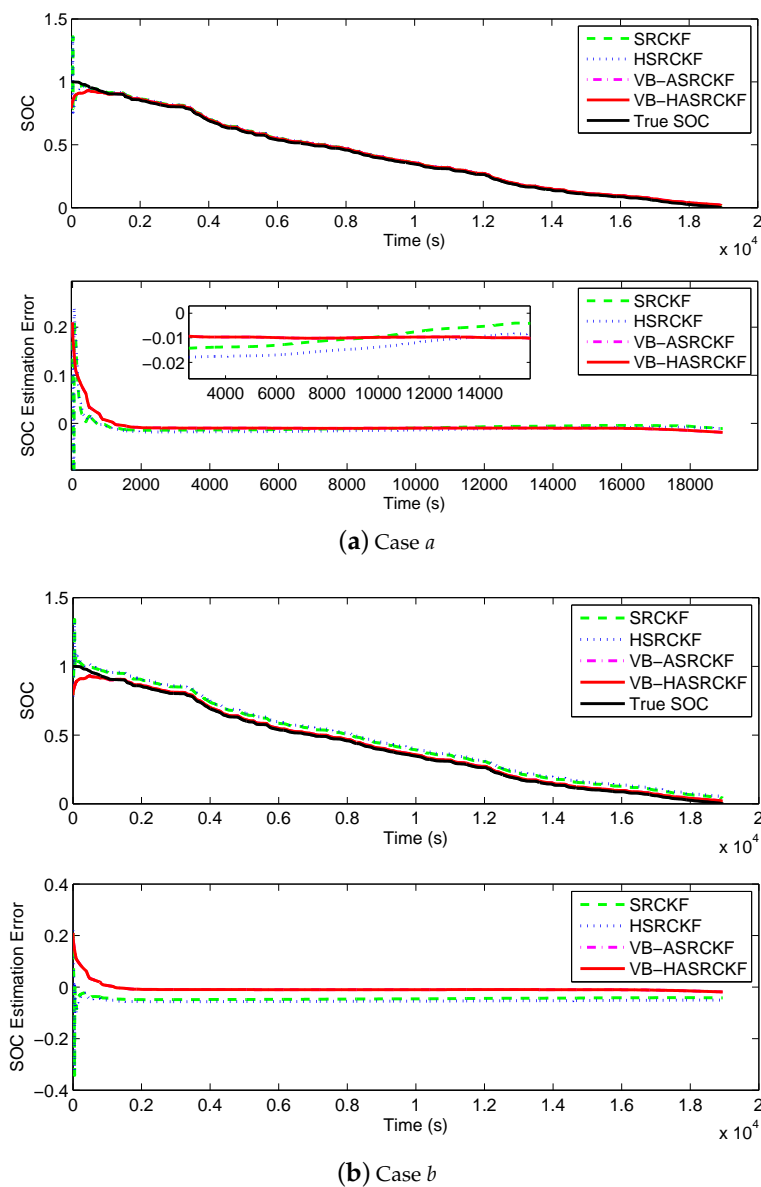 1.5
1
0.5
0
SOC
SRCKF
HSRCKF
VB−ASRCKF
VB−HASRCKF
True SOC
0 0.2 0.4 0.6 0.8 1 1.2 1.4 1.6 1.8 2
Time (s)
x 10^4
0.2
0.1
0
SOC Estimation Error
0
−0.01
−0.02
4000 6000 8000 10000 12000 14000
SRCKF
HSRCKF
VB−ASRCKF
VB−HASRCKF
0 2000 4000 6000 8000 10000 12000 14000 16000 18000
Time (s)
(a) Case a
1.5
1
0.5
0
SOC
SRCKF
HSRCKF
VB−ASRCKF
VB−HASRCKF
True SOC
0 0.2 0.4 0.6 0.8 1 1.2 1.4 1.6 1.8 2
Time (s)
x 10^4
0.4
0.2
0
−0.2
−0.4
SOC Estimation Error
SRCKF
HSRCKF
VB−ASRCKF
VB−HASRCKF
0 0.2 0.4 0.6 0.8 1 1.2 1.4 1.6 1.8 2
Time (s)
x 10^4
(b) Case b